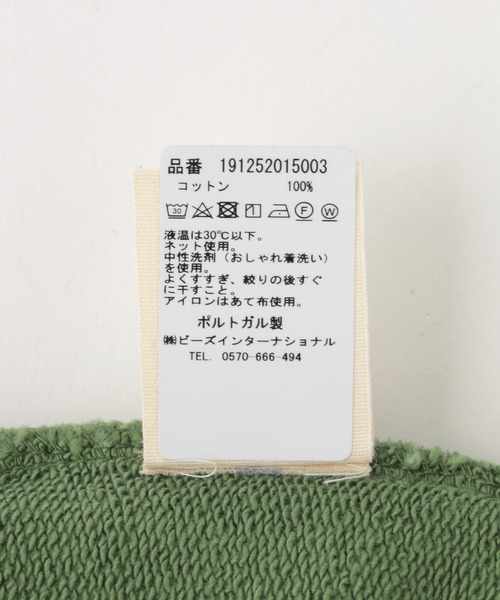 品番 191252015003
コットン 100%
30 F W
液温は30℃以下。
ネット使用。
中性洗剤（おしゃれ着洗い）
を使用。
よくすすぎ、絞りの後すぐ
に干すこと。
アイロンはあて布使用。
ポルトガル製
㈱ビーズインターナショナル
TEL. 0570-666-494